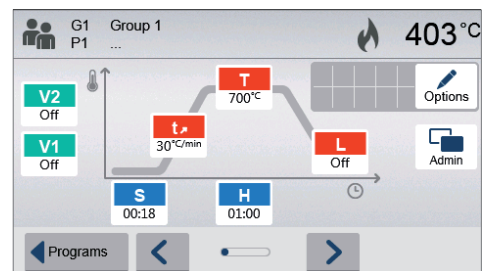 G1 Group 1
P1 ...
403°C
V2
Off
V1
Off
T
700°C
t↗
30°C/min
L
Off
S
00:18
H
01:00
Options
Admin
Programs